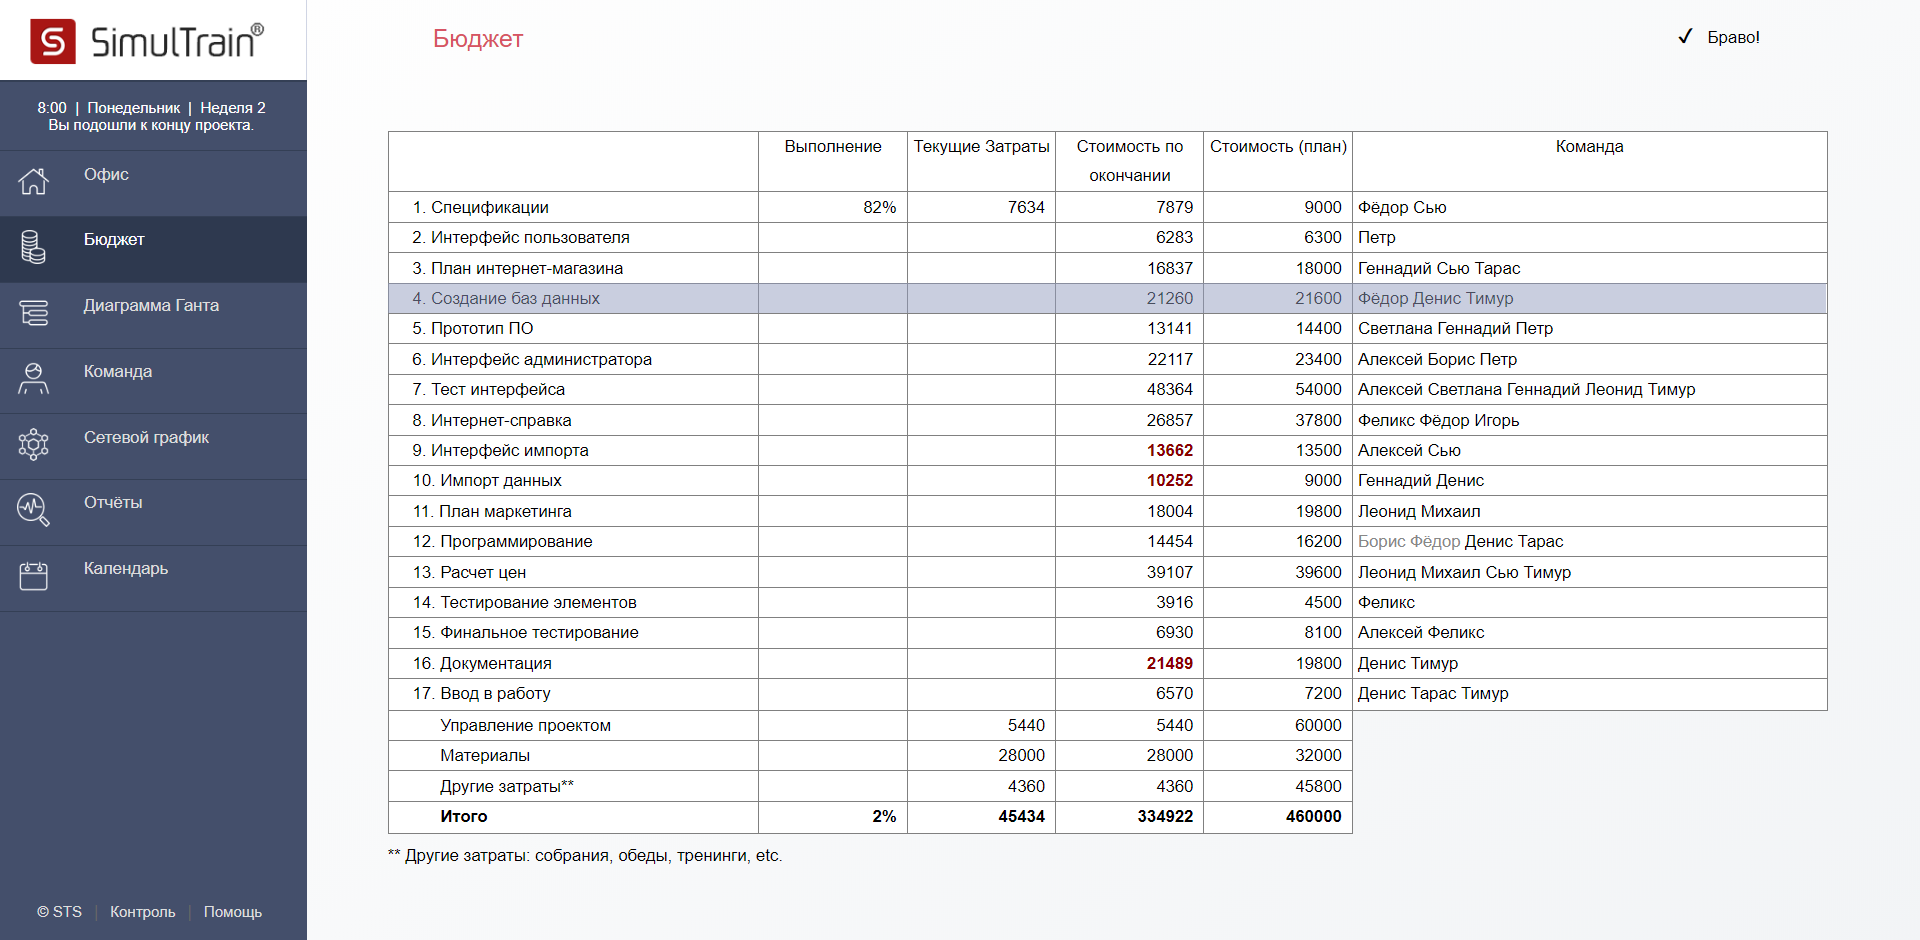 SimulTrain®
8:00 | Понедельник | Неделя 2
Вы подошли к концу проекта.
Офис
Бюджет
Диаграмма Ганта
Команда
Сетевой график
Отчёты
Календарь
© STS | Контроль | Помощь
Бюджет
✓ Браво!
Выполнение Текущие Затраты Стоимость по окончании Стоимость (план) Команда
1. Спецификации 82% 7634 7879 9000 Фёдор Сью
2. Интерфейс пользователя 6283 6300 Петр
3. План интернет-магазина 16837 18000 Геннадий Сью Тарас
4. Создание баз данных 21260 21600 Фёдор Денис Тимур
5. Прототип ПО 13141 14400 Светлана Геннадий Петр
6. Интерфейс администратора 22117 23400 Алексей Борис Петр
7. Тест интерфейса 48364 54000 Алексей Светлана Геннадий Леонид Тимур
8. Интернет-справка 26857 37800 Феликс Фёдор Игорь
9. Интерфейс импорта 13662 13500 Алексей Сью
10. Импорт данных 10252 9000 Геннадий Денис
11. План маркетинга 18004 19800 Леонид Михаил
12. Программирование 14454 16200 Борис Фёдор Денис Тарас
13. Расчет цен 39107 39600 Леонид Михаил Сью Тимур
14. Тестирование элементов 3916 4500 Феликс
15. Финальное тестирование 6930 8100 Алексей Феликс
16. Документация 21489 19800 Денис Тимур
17. Ввод в работу 6570 7200 Денис Тарас Тимур
Управление проектом 5440 5440 60000
Материалы 28000 28000 32000
Другие затраты** 4360 4360 45800
Итого 2% 45434 334922 460000
** Другие затраты: собрания, обеды, тренинги, etc.